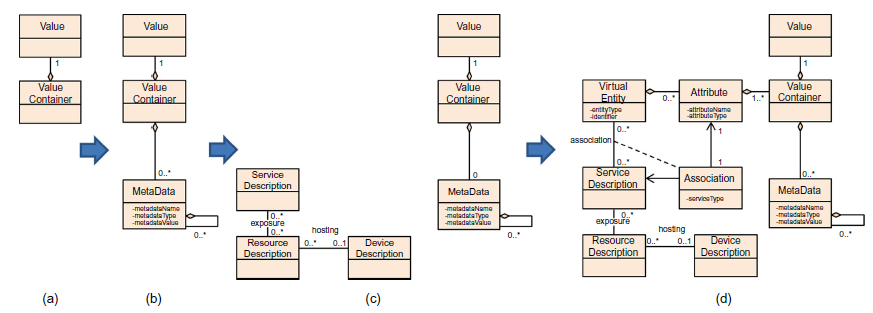 Value
1
Value
Container
(a)
Value
1
Value
Container
0..*
MetaData
-metadataName
-metadataType
-metadataValue
0..*
(b)
Service
Description
0..*
exposure
0..*
Resource
Description
hosting
0..*
0..1
Device
Description
Value
1
Value
Container
0
MetaData
-metadataName
-metadataType
-metadataValue
0..*
(c)
Virtual
Entity
-entityType
-identifier
0..*
Attribute
-attributeName
-attributeType
1..*
Value
1
Value
Container
0..*
association
0..*
1
1
Service
Description
Association
-serviceType
0..*
MetaData
-metadataName
-metadataType
-metadataValue
0..*
0..*
exposure
Resource
Description
hosting
0..*
0..1
Device
Description
(d)